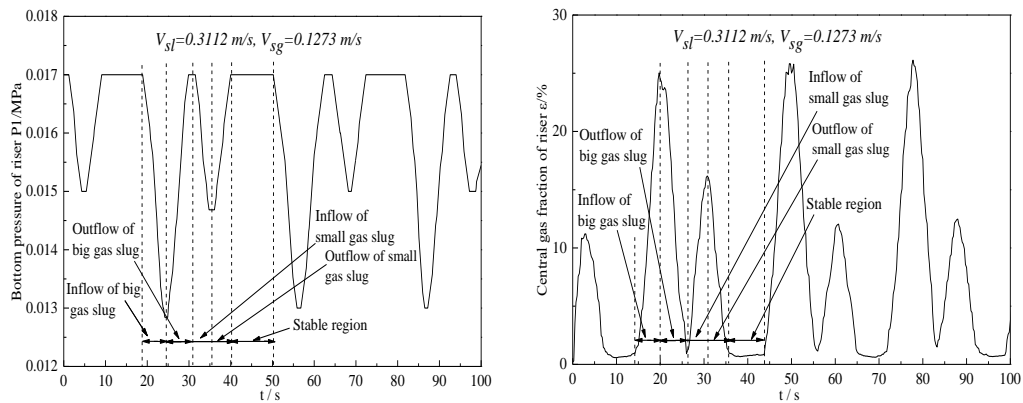 V_sl=0.3112 m/s, V_sg=0.1273 m/s
Bottom pressure of riser P1/MPa
0.018
0.017
0.016
0.015
0.014
0.013
0.012
Outflow of
big gas slug
Inflow of big
gas slug
Inflow of
small gas slug
Outflow of small
gas slug
Stable region
0 10 20 30 40 50 60 70 80 90 100
t / s
V_sl=0.3112 m/s, V_sg=0.1273 m/s
Central gas fraction of riser ε/%
30
20
10
0
Outflow of
big gas slug
Inflow of
big gas slug
Inflow of
small gas slug
Outflow of
small gas slug
Stable region
0 10 20 30 40 50 60 70 80 90 100
t / s